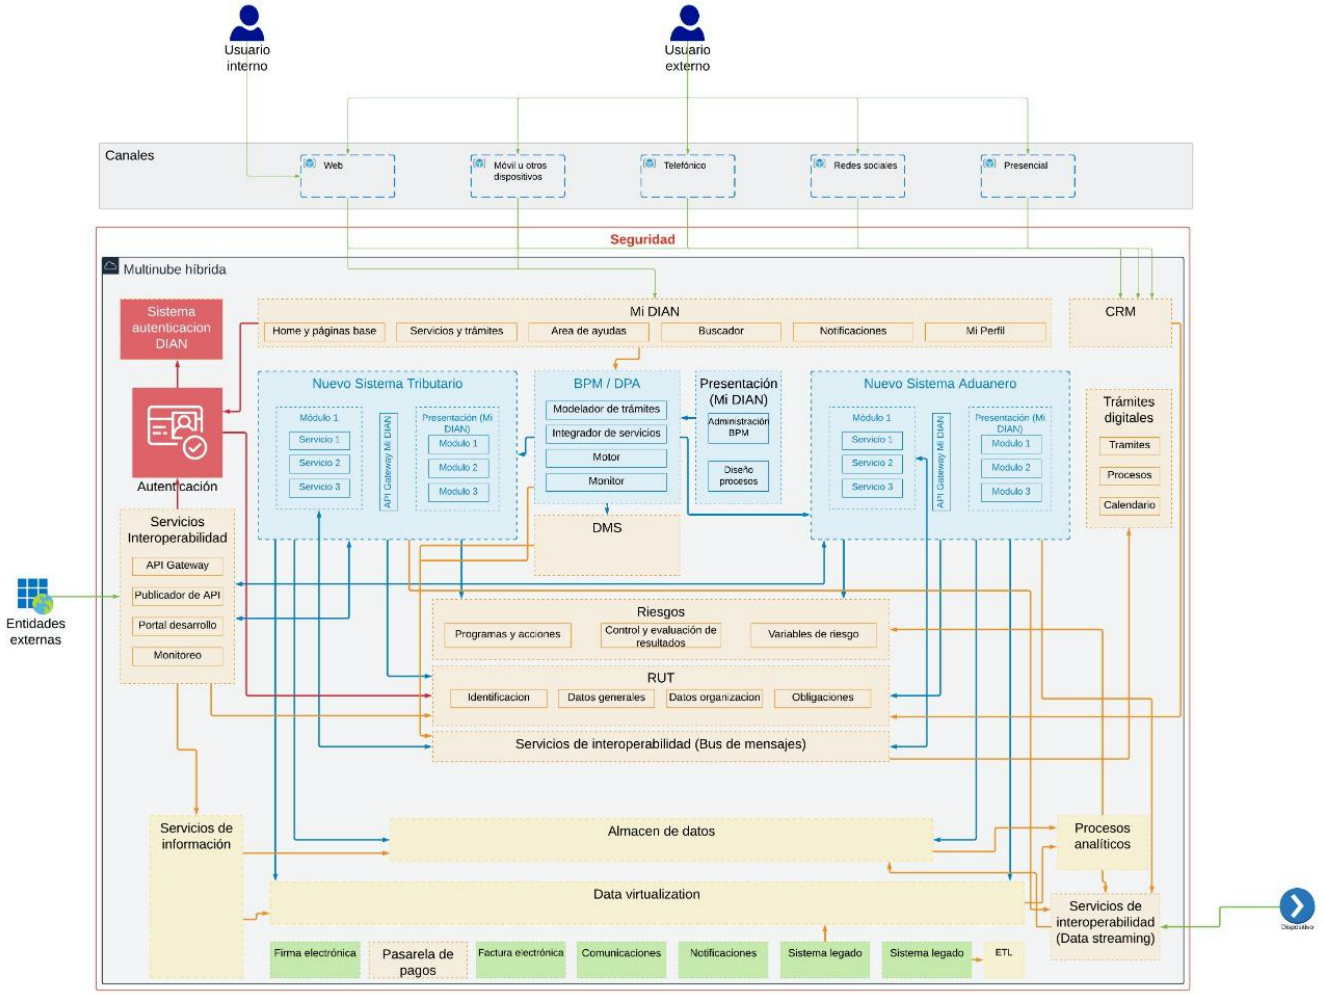 Usuario
interno
Usuario
externo
Canales
Web
Móvil u otros
dispositivos
Telefónico
Redes sociales
Presencial
Seguridad
Multinube híbrida
Sistema
autenticacion
DIAN
Mi DIAN
Home y páginas base
Servicios y trámites
Area de ayudas
Buscador
Notificaciones
Mi Perfil
CRM
Autenticación
Nuevo Sistema Tributario
Módulo 1
Servicio 1
Servicio 2
Servicio 3
API Gateway Mi DIAN
Presentación (Mi
DIAN)
Modulo 1
Modulo 2
Modulo 3
BPM / DPA
Modelador de trámites
Integrador de servicios
Motor
Monitor
Presentación
(Mi DIAN)
Administración
BPM
Diseño
procesos
Nuevo Sistema Aduanero
Módulo 1
Servicio 1
Servicio 2
Servicio 3
API Gateway Mi DIAN
Presentación (Mi
DIAN)
Modulo 1
Modulo 2
Modulo 3
Trámites
digitales
Tramites
Procesos
Calendario
DMS
Servicios
Interoperabilidad
API Gateway
Publicador de API
Portal desarrollo
Monitoreo
Entidades
externas
Riesgos
Programas y acciones
Control y evaluación de
resultados
Variables de riesgo
RUT
Identificacion
Datos generales
Datos organizacion
Obligaciones
Servicios de interoperabilidad (Bus de mensajes)
Servicios de
información
Almacen de datos
Procesos
analíticos
Data virtualization
Servicios de
interoperabilidad
(Data streaming)
Dispositivo
Firma electrónica
Pasarela de
pagos
Factura electrónica
Comunicaciones
Notificaciones
Sistema legado
Sistema legado
ETL